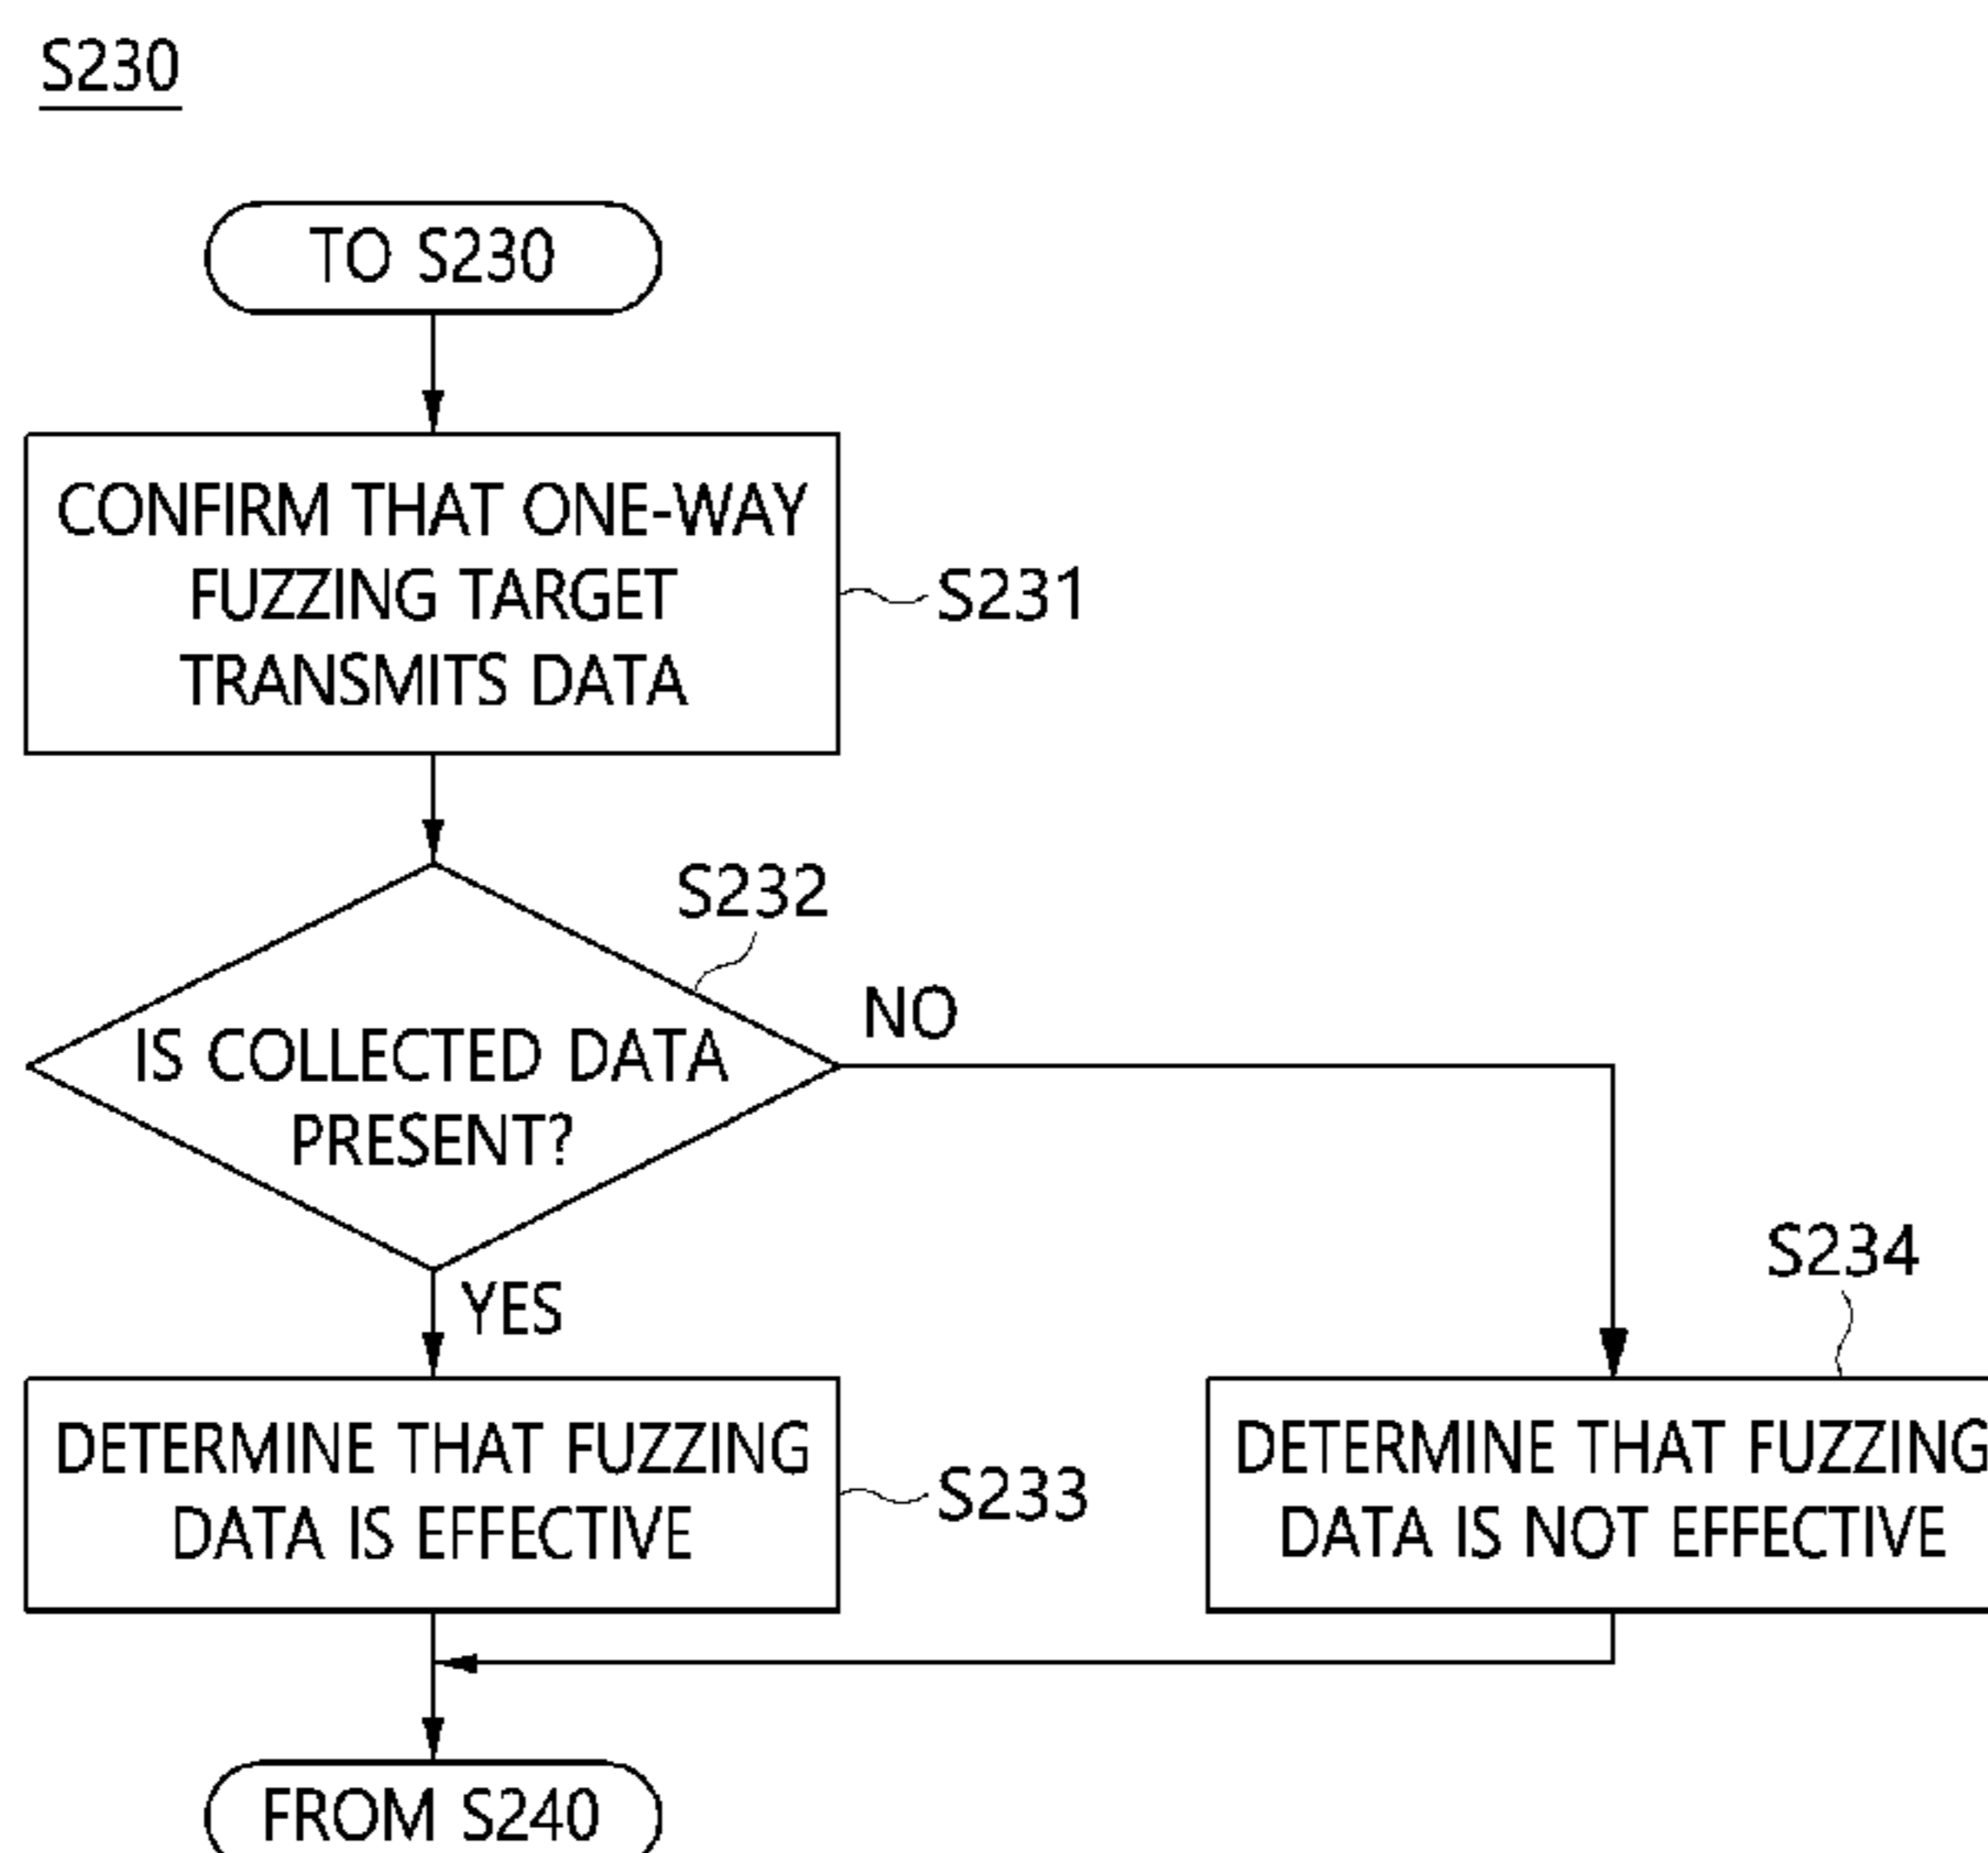 S230
TO S230
CONFIRM THAT ONE-WAY
FUZZING TARGET
TRANSMITS DATA
S231
S232
IS COLLECTED DATA
PRESENT?
NO
YES
S234
DETERMINE THAT FUZZING
DATA IS EFFECTIVE
S233
DETERMINE THAT FUZZING
DATA IS NOT EFFECTIVE
FROM S240